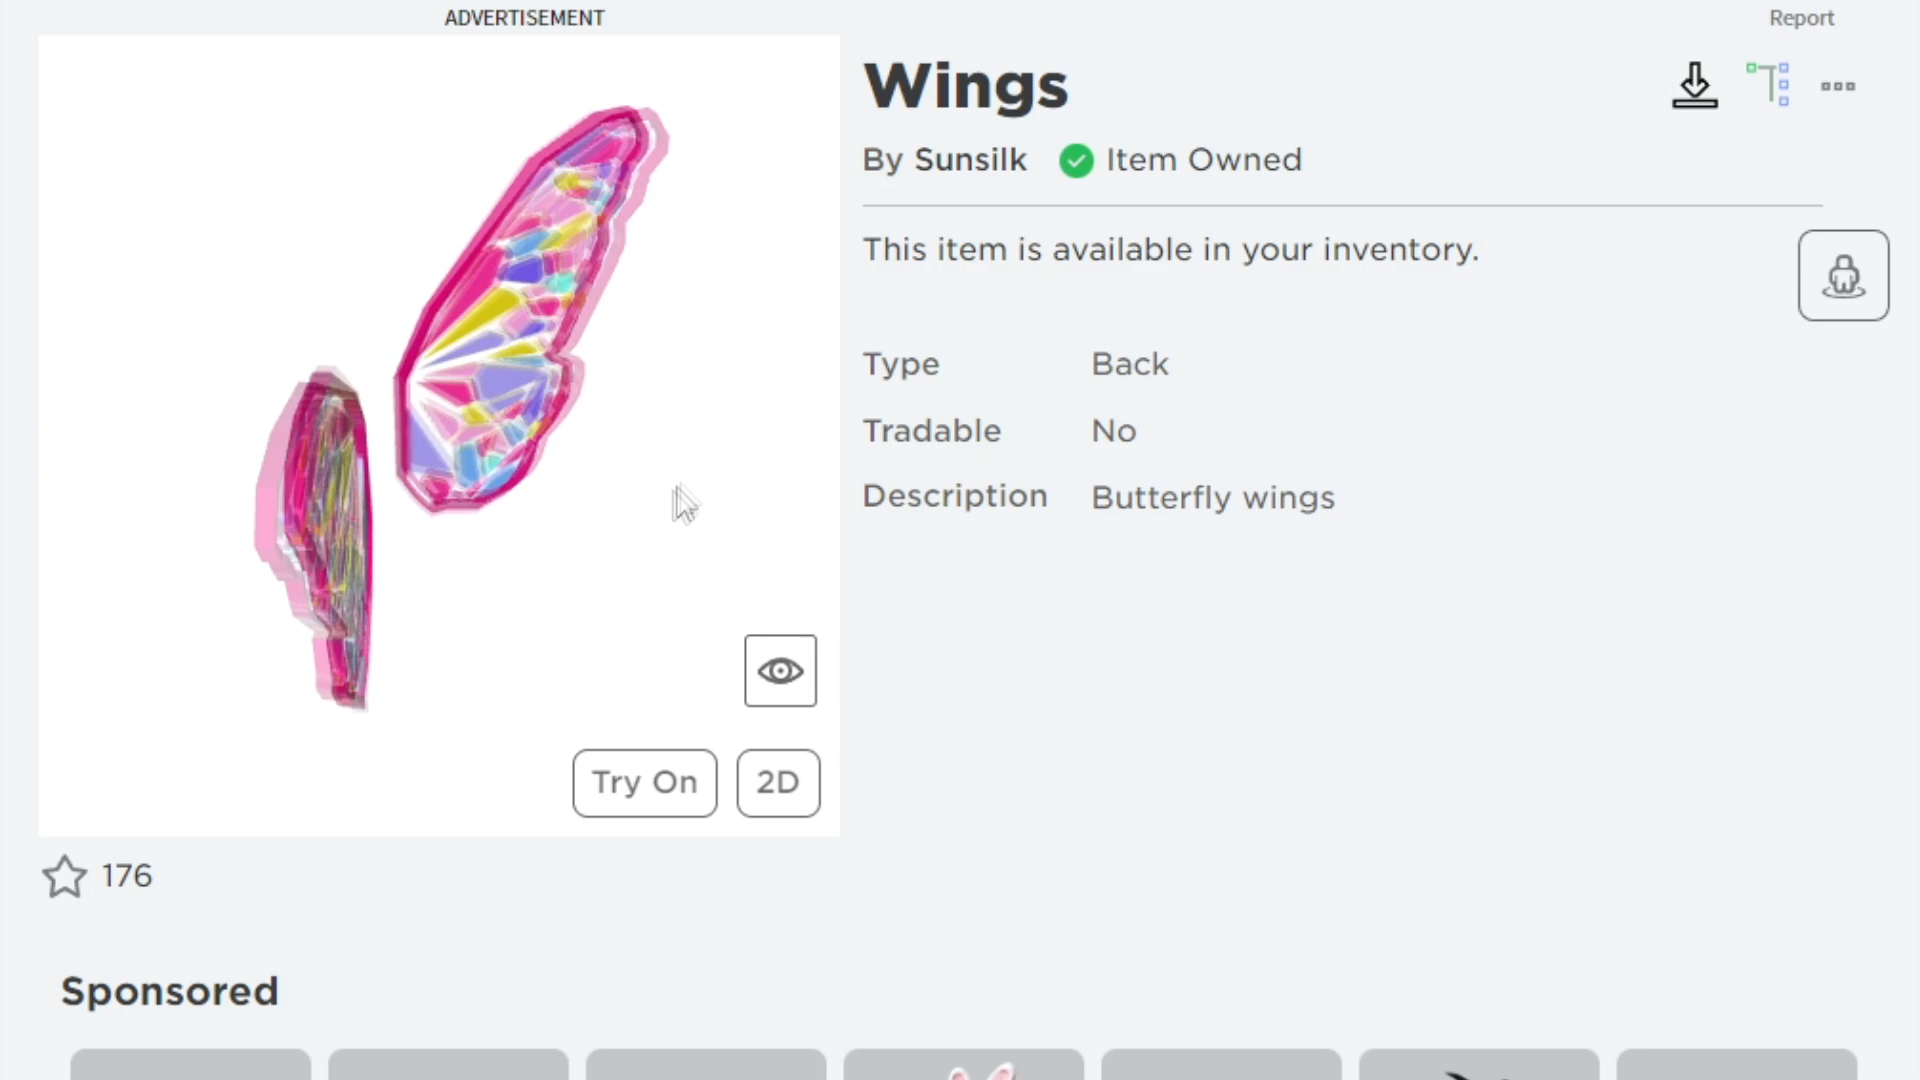 ADVERTISEMENT
Report
Wings
By Sunsilk Item Owned
This item is available in your inventory.
Type Back
Tradable No
Description Butterfly wings
Try On 2D
176
Sponsored